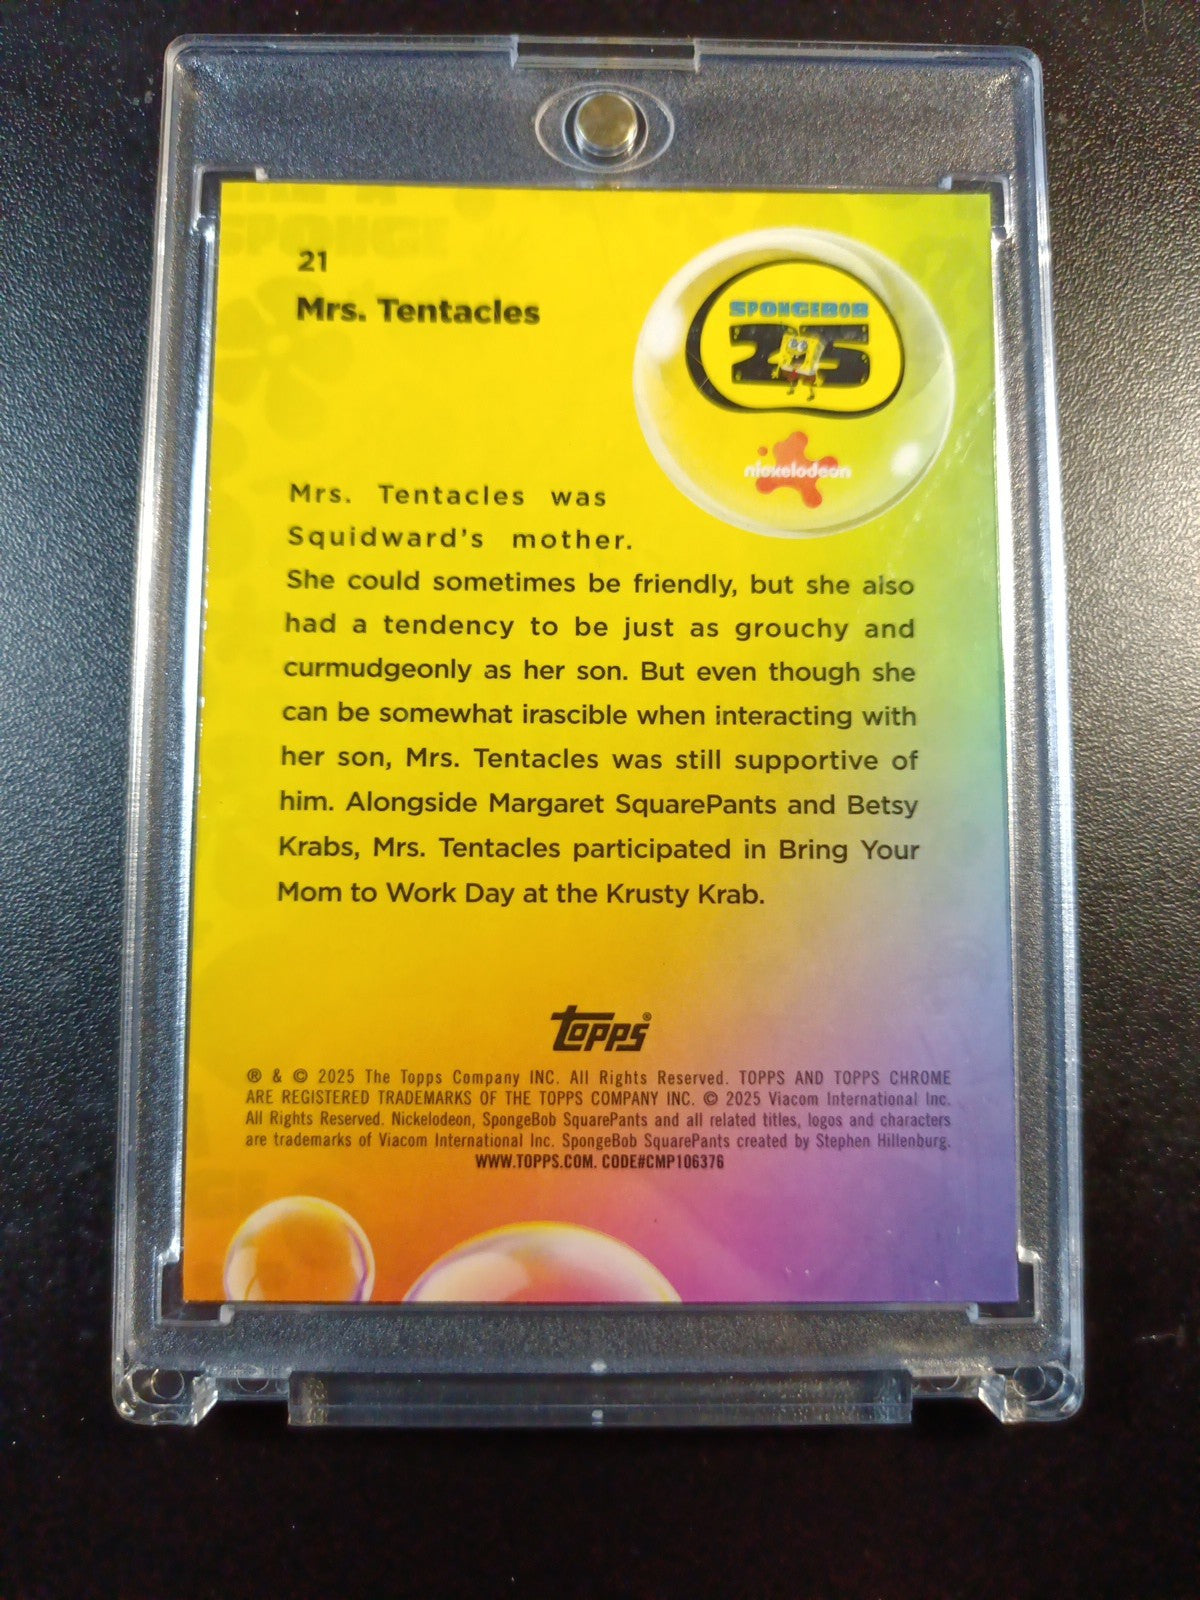 21
Mrs. Tentacles
SPONGEBOB
25
nickelodeon
Mrs. Tentacles was
Squidward's mother.
She could sometimes be friendly, but she also
had a tendency to be just as grouchy and
curmudgeonly as her son. But even though she
can be somewhat irascible when interacting with
her son, Mrs. Tentacles was still supportive of
him. Alongside Margaret SquarePants and Betsy
Krabs, Mrs. Tentacles participated in Bring Your
Mom to Work Day at the Krusty Krab.
Topps®
® & © 2025 The Topps Company INC. All Rights Reserved. TOPPS AND TOPPS CHROME
ARE REGISTERED TRADEMARKS OF THE TOPPS COMPANY INC. © 2025 Viacom International Inc.
All Rights Reserved. Nickelodeon, SpongeBob SquarePants and all related titles, logos and characters
are trademarks of Viacom International Inc. SpongeBob SquarePants created by Stephen Hillenburg.
WWW.TOPPS.COM. CODE#CMP106376